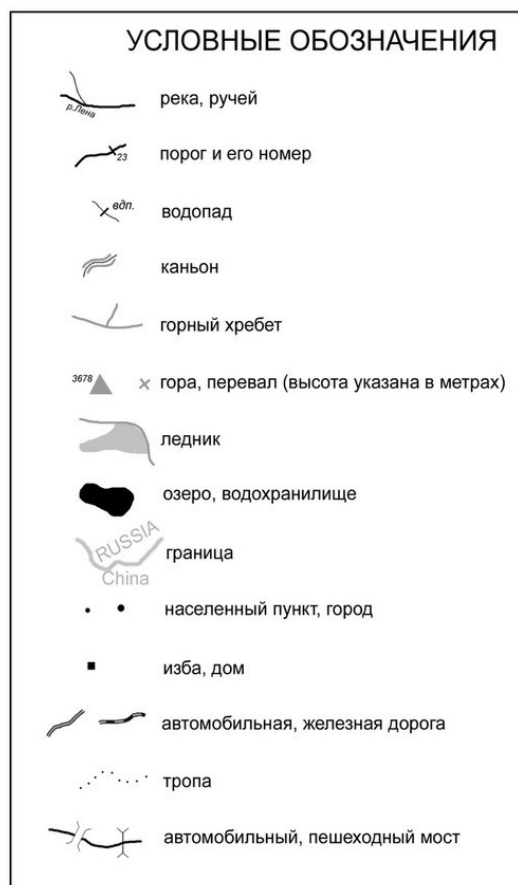 УСЛОВНЫЕ ОБОЗНАЧЕНИЯ
р.Лена
река, ручей
23
порог и его номер
вдп.
водопад
каньон
горный хребет
3678
гора, перевал (высота указана в метрах)
ледник
озеро, водохранилище
RUSSIA
China
граница
населенный пункт, город
изба, дом
автомобильная, железная дорога
тропа
автомобильный, пешеходный мост